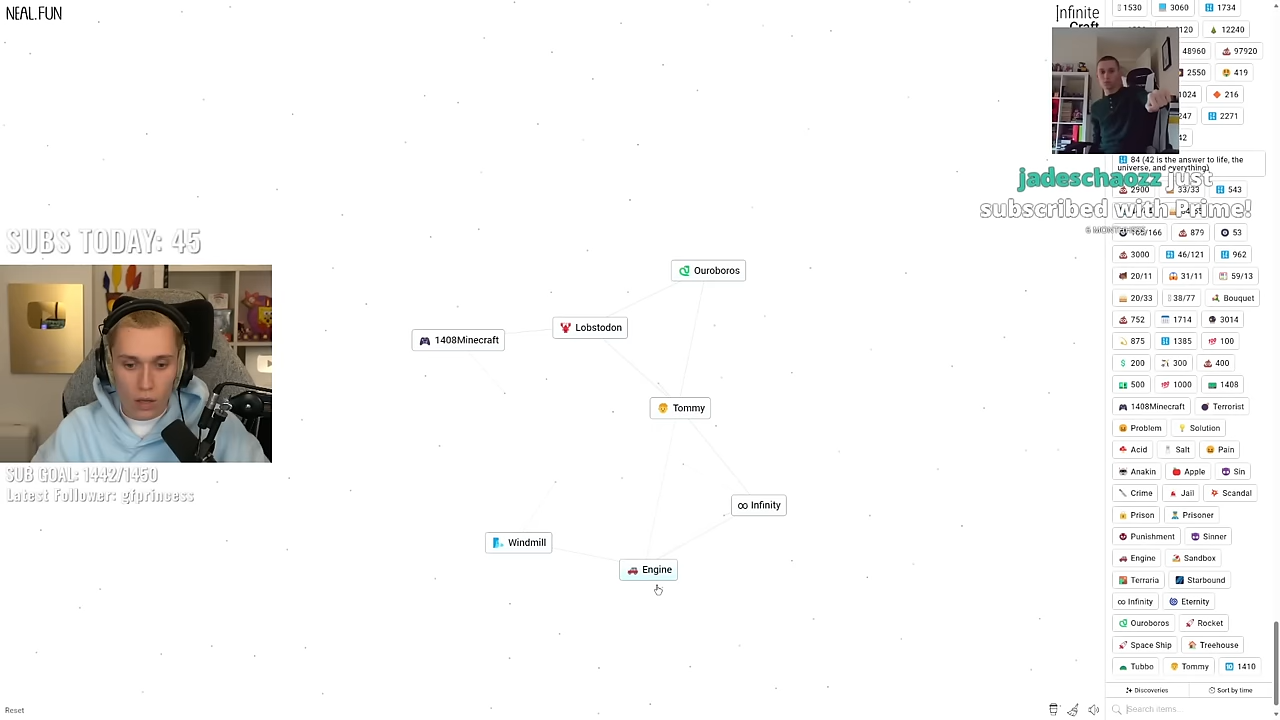 NEAL.FUN
Infinite
Craft
1530 3060 1734
12240
48960 97920
2550 419
1024 216
2271
84 (42 is the answer to life, the
universe, and everything)
2900 33/33 543
jadeschaozz just
subscribed with Prime!
879 53
3000 46/121 962
20/11 31/11 59/13
20/33 38/77 Bouquet
752 1714 3014
875 1385 100
200 300 400
500 1000 1408
1408Minecraft Terrorist
Problem Solution
Acid Salt Pain
Anakin Apple Sin
Crime Jail Scandal
Prison Prisoner
Punishment Sinner
Engine Sandbox
Terraria Starbound
Infinity Eternity
Ouroboros Rocket
Space Ship Treehouse
Tubbo Tommy 1410
Discoveries Sort by time
Search items...
SUBS TODAY: 45
SUB GOAL: 1442/1450
Latest Follower: gfprincess
Ouroboros
Lobstodon
1408Minecraft
Tommy
Infinity
Windmill
Engine
Reset